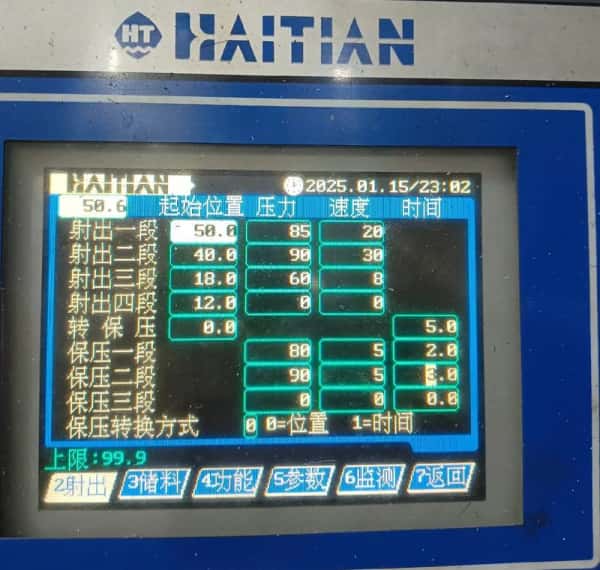 HT HAITIAN
HAITIAN 2025.01.15/23:02
50.6 起始位置 压力 速度 时间
射出一段 50.0 85 20
射出二段 40.0 90 30
射出三段 18.0 60 8
射出四段 12.0 0 0
转保压 0.0 5.0
保压一段 80 5 2.0
保压二段 90 5 3.0
保压三段 0 0 0.0
保压转换方式 0 0=位置 1=时间
上限:99.9
2射出 3储料 4功能 5参数 6监测 7返回